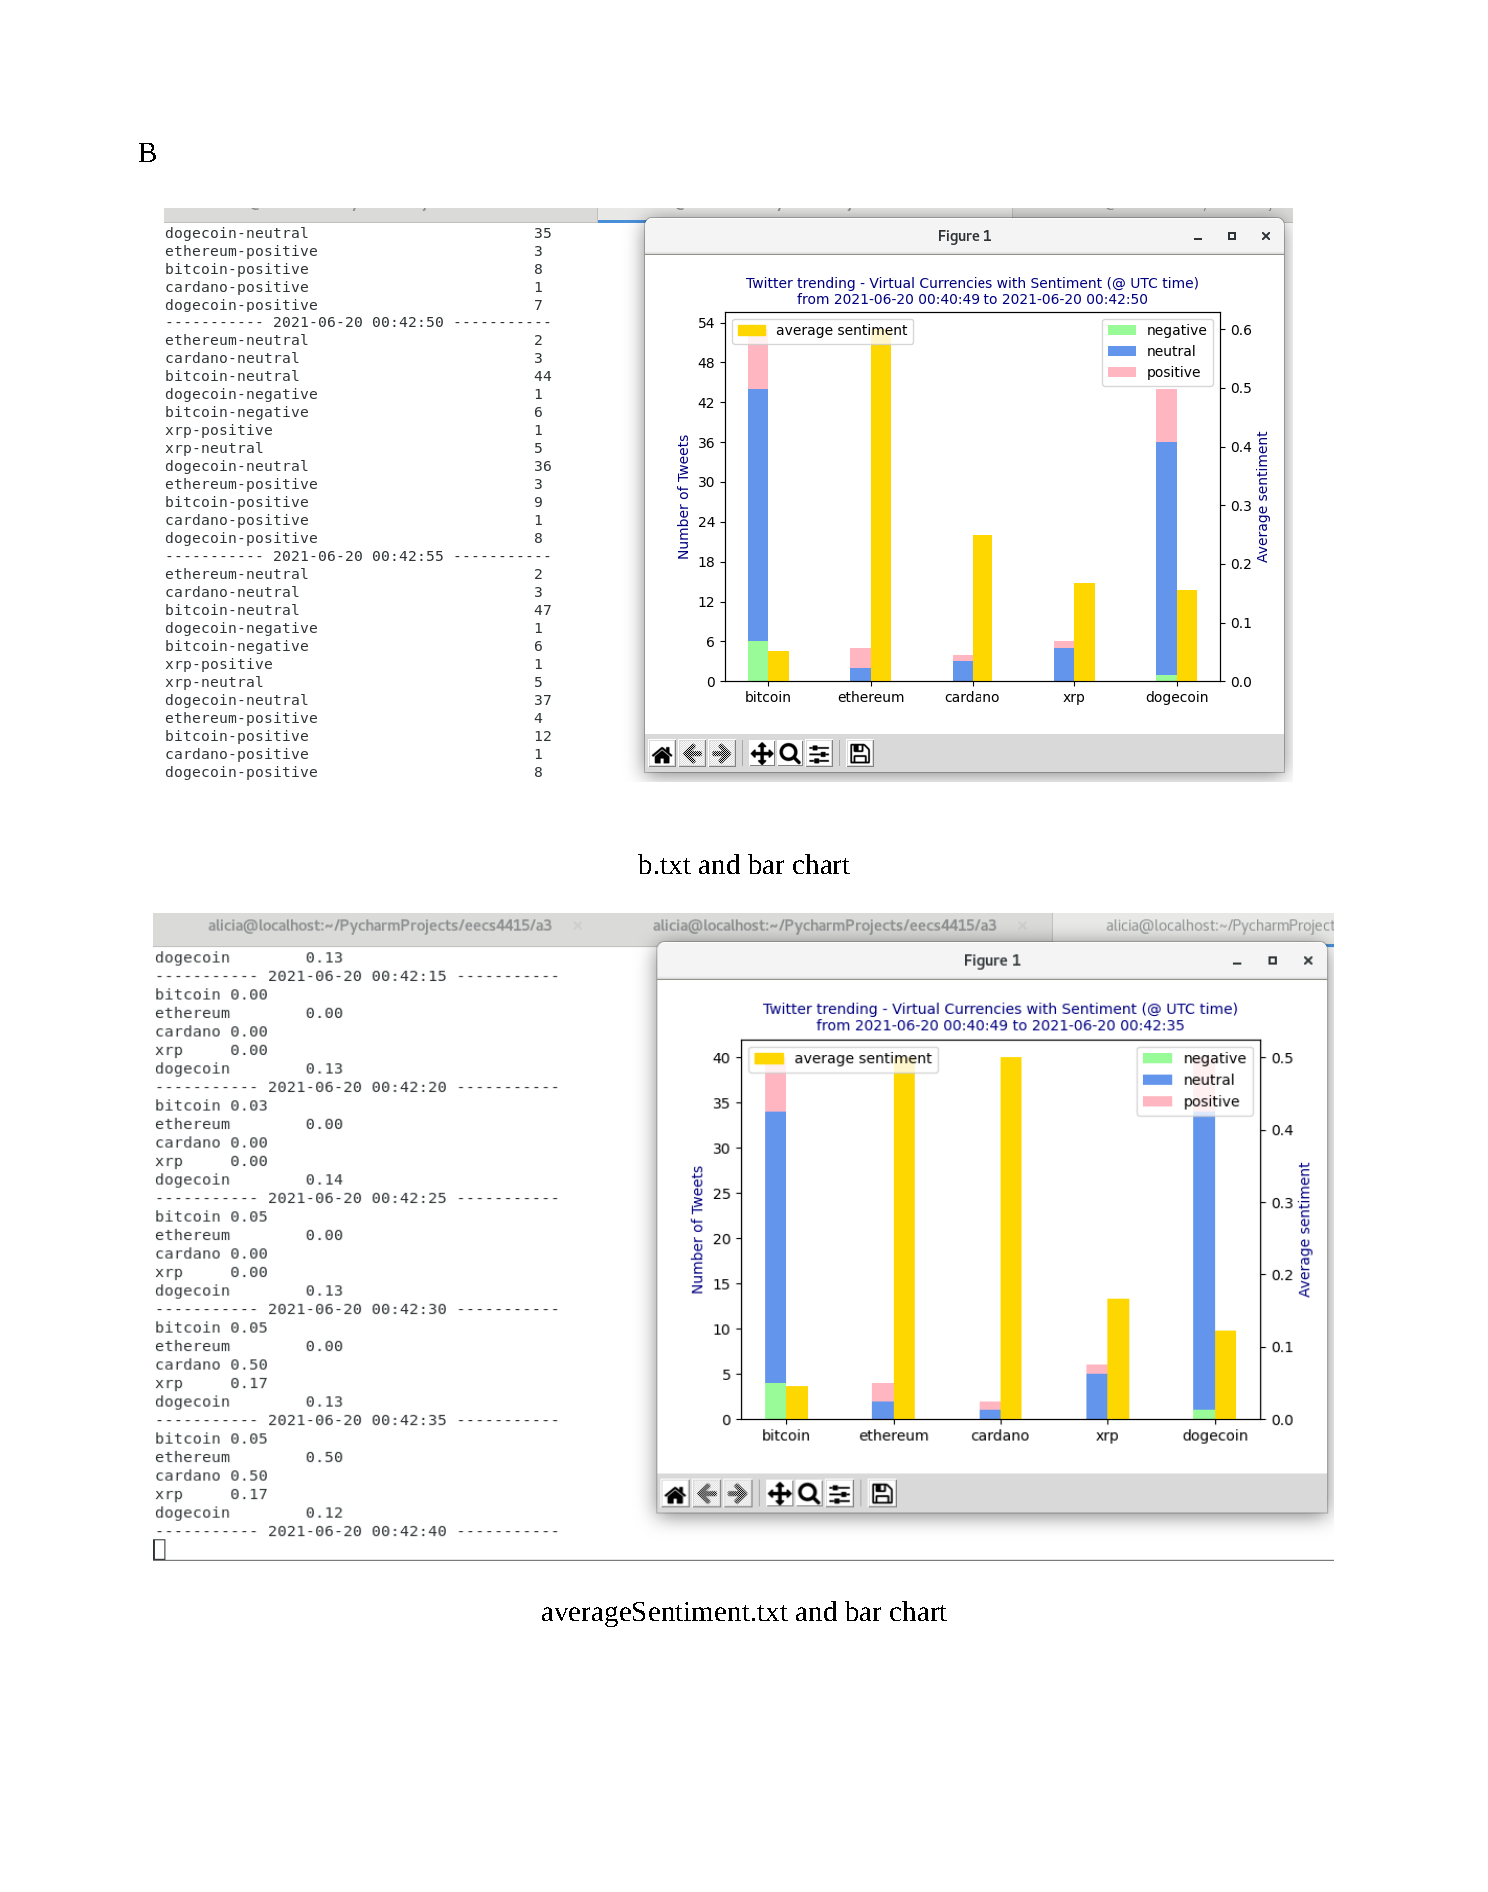 B
dogecoin-neutral 35
ethereum-positive 3
bitcoin-positive 8
cardano-positive 1
dogecoin-positive 7
----------- 2021-06-20 00:42:50 -----------
ethereum-neutral 2
cardano-neutral 3
bitcoin-neutral 44
dogecoin-negative 1
bitcoin-negative 6
xrp-positive 1
xrp-neutral 5
dogecoin-neutral 36
ethereum-positive 3
bitcoin-positive 9
cardano-positive 1
dogecoin-positive 8
----------- 2021-06-20 00:42:55 -----------
ethereum-neutral 2
cardano-neutral 3
bitcoin-neutral 47
dogecoin-negative 1
bitcoin-negative 6
xrp-positive 1
xrp-neutral 5
dogecoin-neutral 37
ethereum-positive 4
bitcoin-positive 12
cardano-positive 1
dogecoin-positive 8
Figure 1
Twitter trending - Virtual Currencies with Sentiment (@ UTC time)
from 2021-06-20 00:40:49 to 2021-06-20 00:42:50
average sentiment
negative
neutral
positive
Number of Tweets
54
48
42
36
30
24
18
12
6
0
0.6
0.5
0.4
0.3
0.2
0.1
0.0
Average sentiment
bitcoin ethereum cardano xrp dogecoin
b.txt and bar chart
alicia@localhost:~/PycharmProjects/eecs4415/a3 alicia@localhost:~/PycharmProjects/eecs4415/a3 alicia@localhost:~/PycharmProject
dogecoin 0.13
----------- 2021-06-20 00:42:15 -----------
bitcoin 0.00
ethereum 0.00
cardano 0.00
xrp 0.00
dogecoin 0.13
----------- 2021-06-20 00:42:20 -----------
bitcoin 0.03
ethereum 0.00
cardano 0.00
xrp 0.00
dogecoin 0.14
----------- 2021-06-20 00:42:25 -----------
bitcoin 0.05
ethereum 0.00
cardano 0.00
xrp 0.00
dogecoin 0.13
----------- 2021-06-20 00:42:30 -----------
bitcoin 0.05
ethereum 0.00
cardano 0.50
xrp 0.17
dogecoin 0.13
----------- 2021-06-20 00:42:35 -----------
bitcoin 0.05
ethereum 0.50
cardano 0.50
xrp 0.17
dogecoin 0.12
----------- 2021-06-20 00:42:40 -----------
Figure 1
Twitter trending - Virtual Currencies with Sentiment (@ UTC time)
from 2021-06-20 00:40:49 to 2021-06-20 00:42:35
average sentiment
negative
neutral
positive
Number of Tweets
40
35
30
25
20
15
10
5
0
0.5
0.4
0.3
0.2
0.1
0.0
Average sentiment
bitcoin ethereum cardano xrp dogecoin
averageSentiment.txt and bar chart